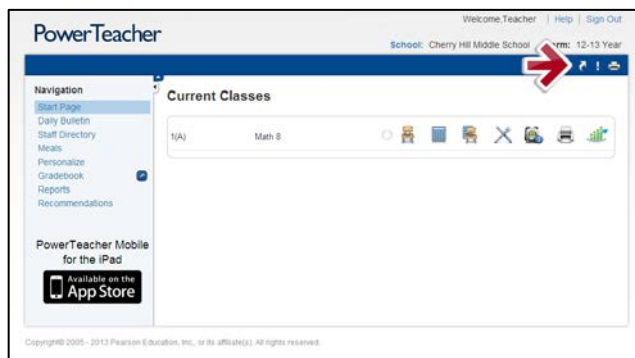 Welcome, Teacher | Help | Sign Out
PowerTeacher
School: Cherry Hill Middle School rm: 12-13 Year
Navigation
Start Page
Daily Bulletin
Staff Directory
Meals
Personalize
Gradebook
Reports
Recommendations
Current Classes
1(A) Math 8
PowerTeacher Mobile
for the iPad
Available on the
App Store
Copyright© 2005 - 2013 Pearson Education, Inc., or its affiliate(s). All rights reserved.